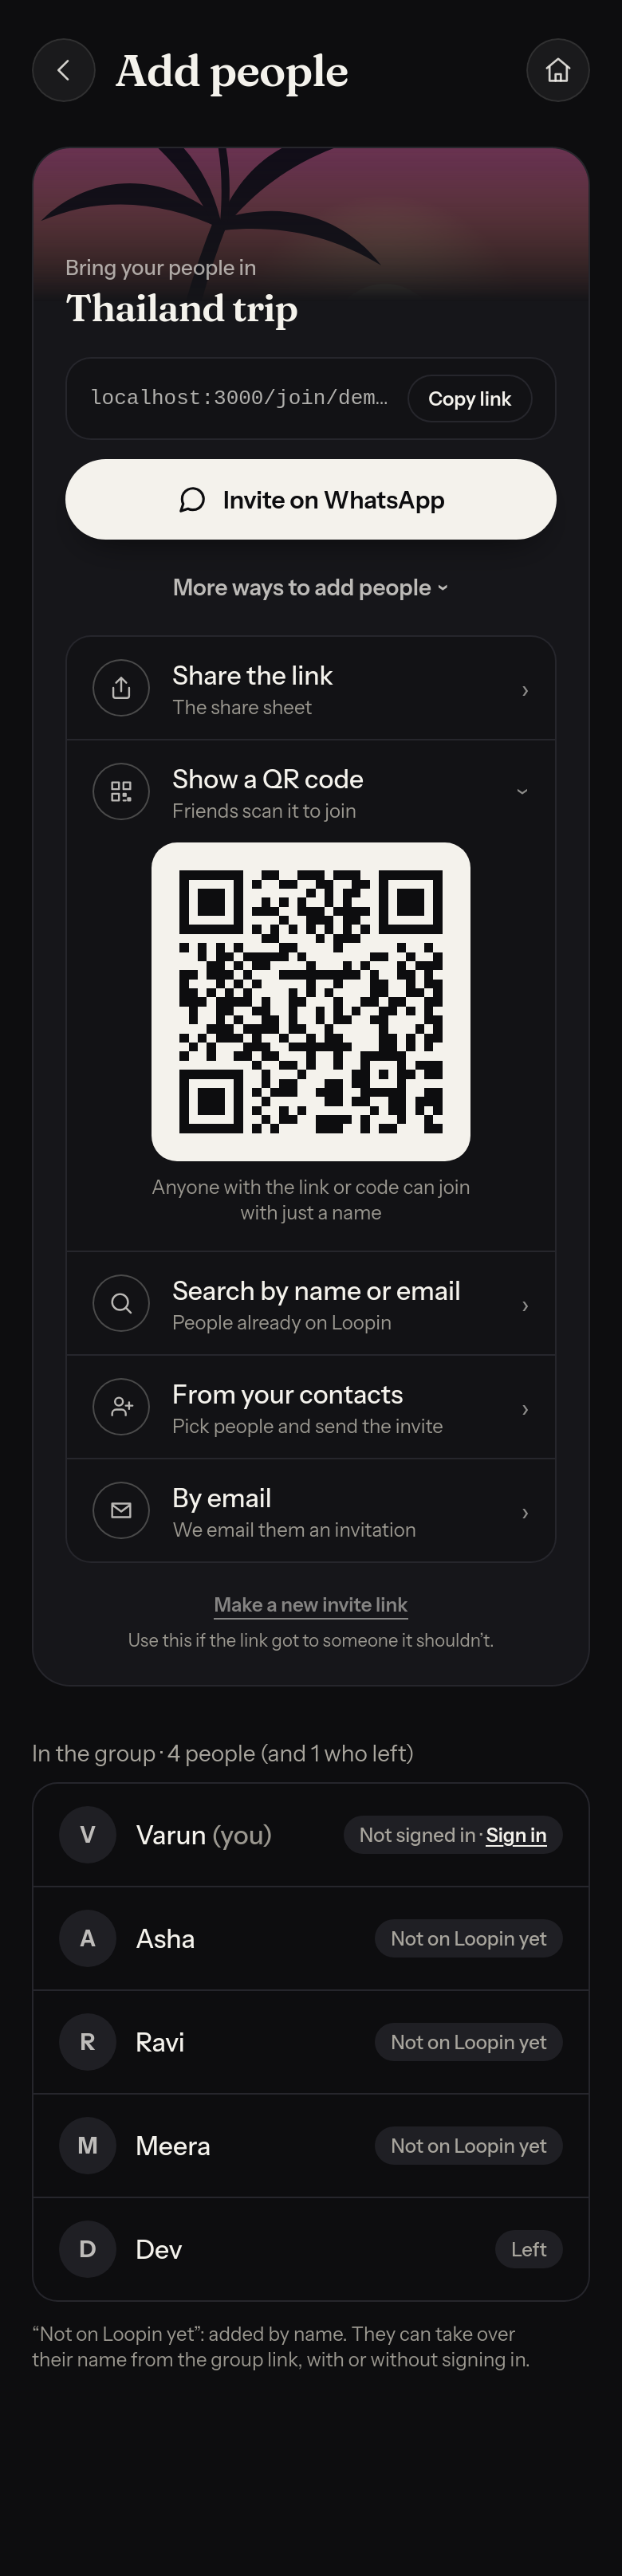 Add people
Bring your people in
Thailand trip
localhost:3000/join/dem…
Copy link
Invite on WhatsApp
More ways to add people
Share the link
The share sheet
Show a QR code
Friends scan it to join
Anyone with the link or code can join
with just a name
Search by name or email
People already on Loopin
From your contacts
Pick people and send the invite
By email
We email them an invitation
Make a new invite link
Use this if the link got to someone it shouldn’t.
In the group · 4 people (and 1 who left)
V
Varun (you)
Not signed in · Sign in
A
Asha
Not on Loopin yet
R
Ravi
Not on Loopin yet
M
Meera
Not on Loopin yet
D
Dev
Left
“Not on Loopin yet”: added by name. They can take over
their name from the group link, with or without signing in.